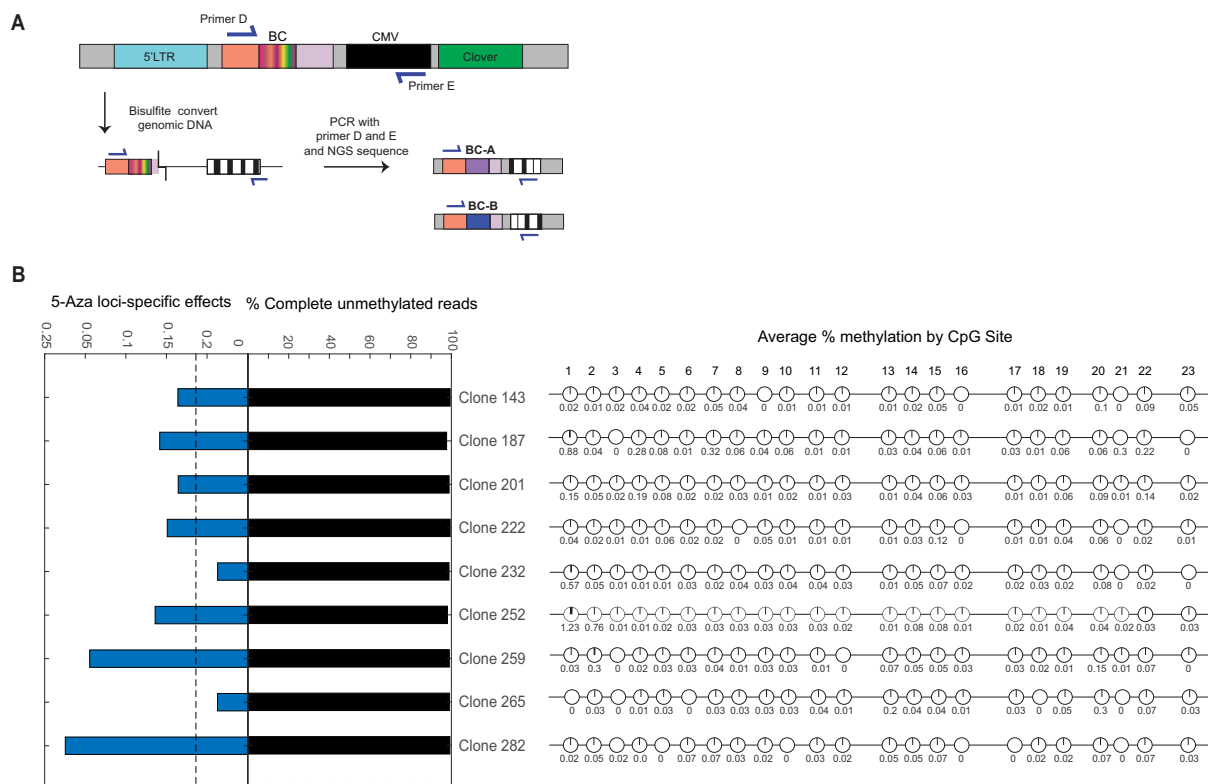 A
Primer D
BC
CMV
5'LTR
Clover
Primer E
Bisulfite convert
genomic DNA
PCR with
primer D and E
and NGS sequence
BC-A
BC-B
B
5-Aza loci-specific effects % Complete unmethylated reads
0.25 0.05 0.1 0.15 0.2 0 20 40 60 80 100
Average % methylation by CpG Site
1 2 3 4 5 6 7 8 9 10 11 12 13 14 15 16 17 18 19 20 21 22 23
Clone 143
0.02 0.01 0.02 0.04 0.02 0.02 0.05 0.04 0 0.01 0.01 0.01 0.01 0.02 0.05 0 0.01 0.02 0.01 0.1 0 0.09 0.05
Clone 187
0.88 0.04 0 0.28 0.08 0.01 0.32 0.06 0.04 0.06 0.01 0.01 0.03 0.04 0.06 0.01 0.03 0.01 0.06 0.06 0.3 0.22 0
Clone 201
0.15 0.05 0.02 0.19 0.08 0.02 0.02 0.03 0.01 0.02 0.01 0.03 0.01 0.04 0.06 0.03 0.01 0.01 0.06 0.09 0.01 0.14 0.02
Clone 222
0.04 0.02 0.01 0.01 0.06 0.02 0.02 0 0.05 0.01 0.01 0.01 0.01 0.03 0.12 0 0.01 0.01 0.04 0.02 0 0.02 0.01
Clone 232
0.57 0.05 0.01 0.01 0.01 0.03 0.02 0.04 0.03 0.04 0.04 0.03 0.01 0.05 0.07 0.02 0.02 0.03 0.02 0.08 0 0.02 0
Clone 252
1.23 0.76 0.01 0.01 0.02 0.03 0.03 0.03 0.03 0.03 0.03 0.02 0.01 0.08 0.08 0.01 0.02 0.01 0.04 0.04 0.02 0.03 0.03
Clone 259
0.03 0.3 0 0.02 0.03 0.03 0.04 0.01 0.03 0.03 0.01 0 0.07 0.05 0.05 0.03 0.03 0.02 0.01 0.15 0.01 0.07 0
Clone 265
0 0.03 0 0.01 0.03 0 0.03 0.03 0.03 0.03 0.04 0.01 0.2 0.04 0.04 0.01 0.03 0 0.05 0.3 0 0.07 0.03
Clone 282
0.02 0.05 0.02 0.0 0 0.07 0.07 0.02 0.03 0 0.02 0.02 0.02 0.02 0.04 0 0 0.02 0.02 0.07 0.07 0.02 0.03